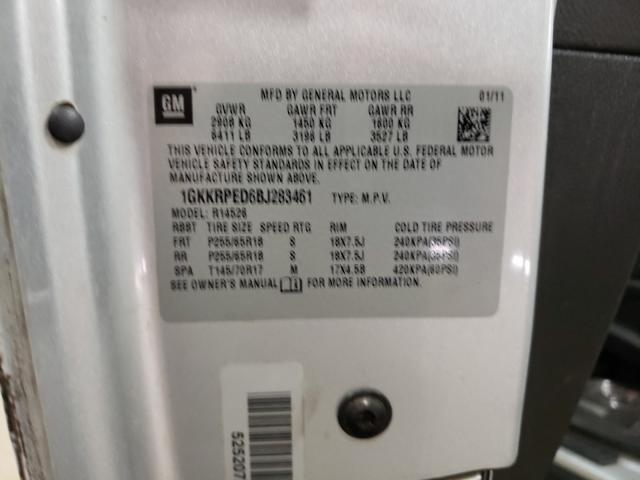 GM
MFD BY GENERAL MOTORS LLC 01/11
GVWR GAWR FRT GAWR RR
2908 KG 1450 KG 1600 KG
6411 LB 3196 LB 3527 LB
THIS VEHICLE CONFORMS TO ALL APPLICABLE U.S. FEDERAL MOTOR
VEHICLE SAFETY STANDARDS IN EFFECT ON THE DATE OF
MANUFACTURE SHOWN ABOVE.
1GKKRPED6BJ283461 TYPE: M.P.V.
MODEL: R14526
RBBT TIRE SIZE SPEED RTG RIM COLD TIRE PRESSURE
FRT P255/65R18 S 18X7.5J 240KPA(35PSI)
RR P255/65R18 S 18X7.5J 240KPA(35PSI)
SPA T145/70R17 M 17X4.5B 420KPA(60PSI)
SEE OWNER'S MANUAL FOR MORE INFORMATION.
525207